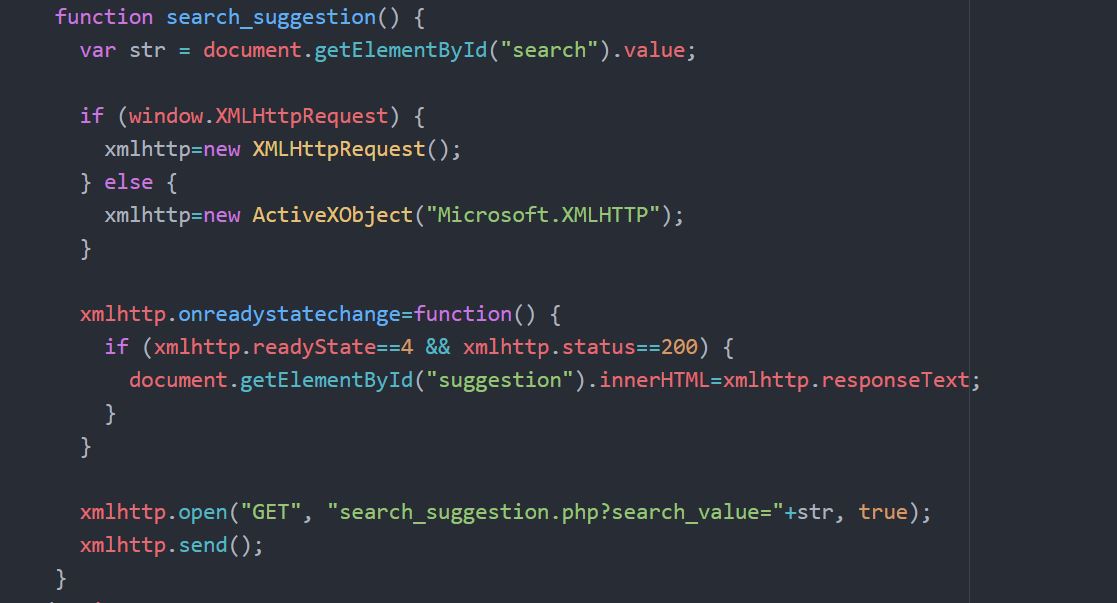 function search_suggestion() {
var str = document.getElementById("search").value;
if (window.XMLHttpRequest) {
xmlhttp=new XMLHttpRequest();
} else {
xmlhttp=new ActiveXObject("Microsoft.XMLHTTP");
}
xmlhttp.onreadystatechange=function() {
if (xmlhttp.readyState==4 && xmlhttp.status==200) {
document.getElementById("suggestion").innerHTML=xmlhttp.responseText;
}
}
xmlhttp.open("GET", "search_suggestion.php?search_value="+str, true);
xmlhttp.send();
}